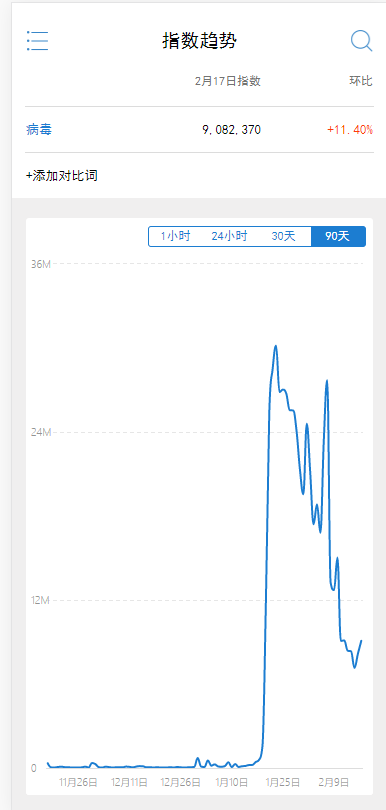 指数趋势
2月17日指数 环比
病毒 9,082,370 +11.40%
+添加对比词
1小时 24小时 30天 90天
36M
24M
12M
0
11月26日 12月11日 12月26日 1月10日 1月25日 2月9日